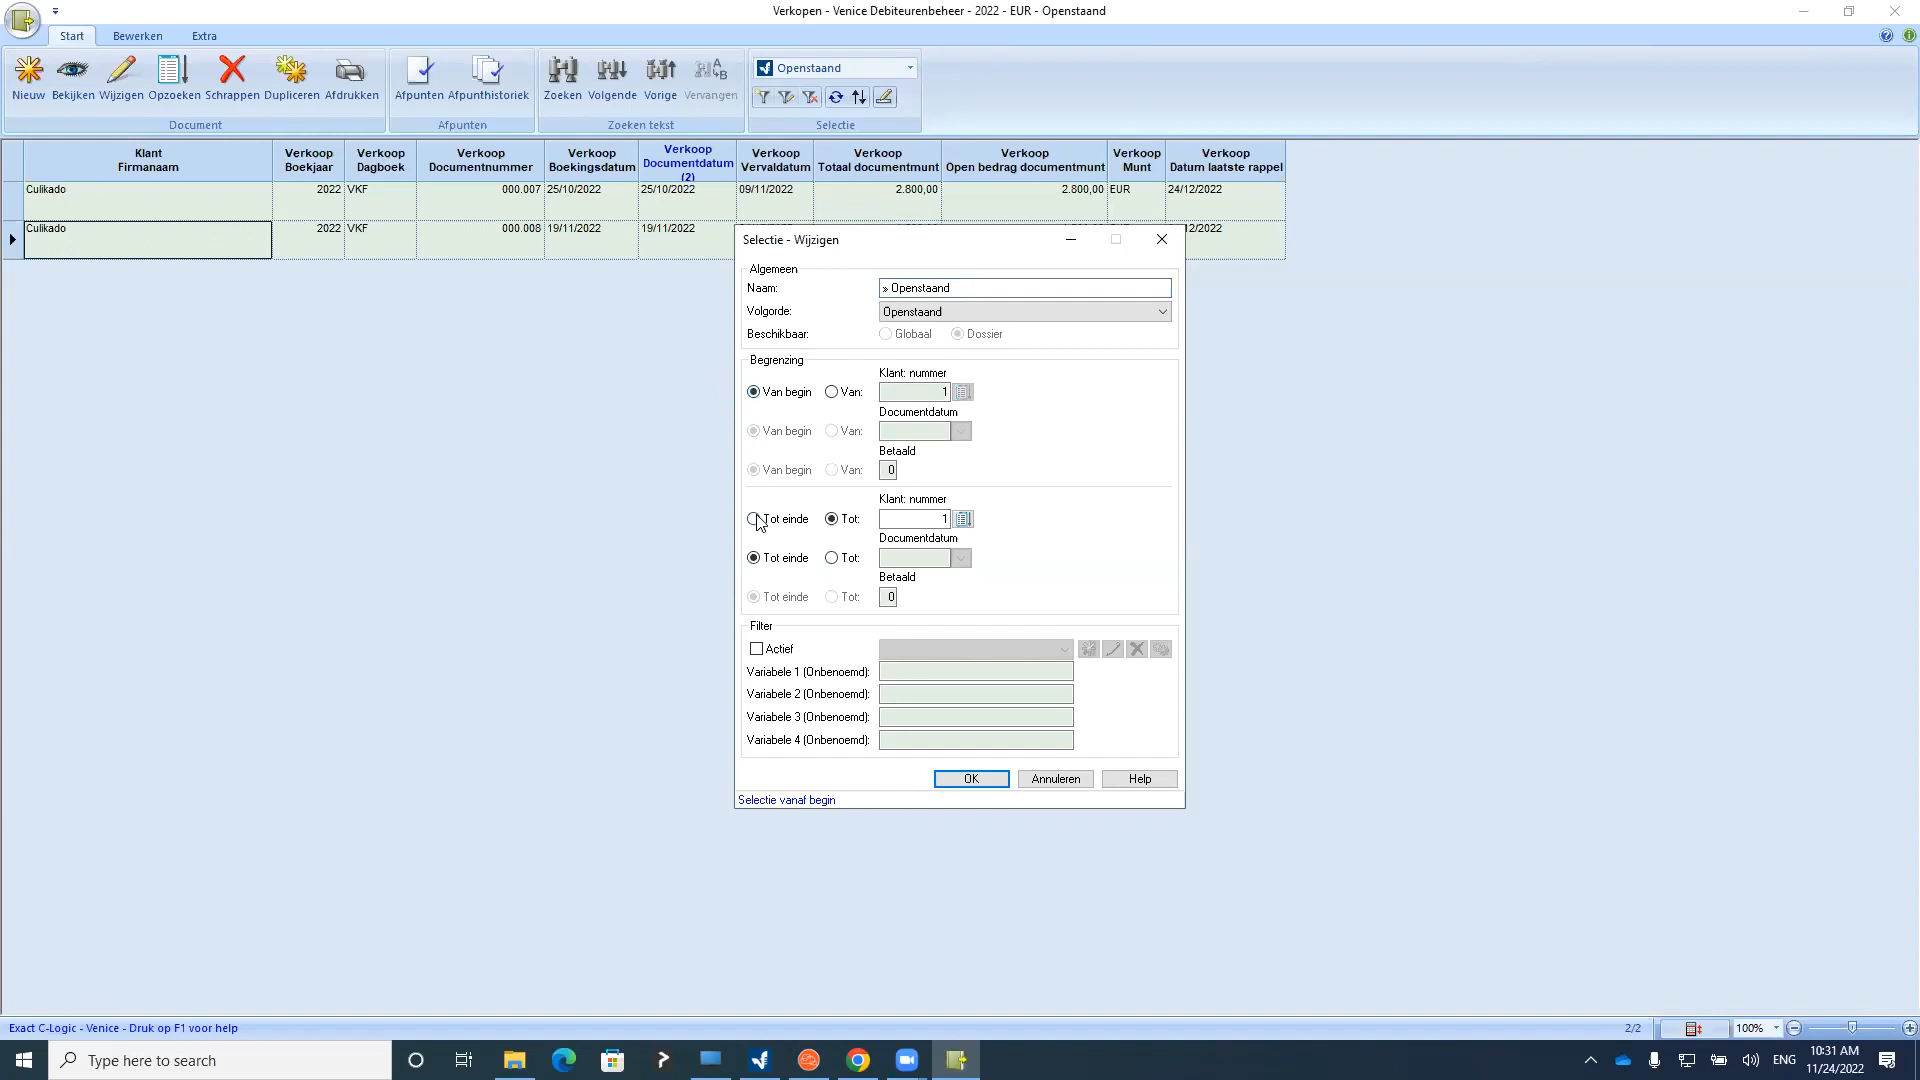 Verkopen - Venice Debiteurenbeheer - 2022 - EUR - Openstaand
Start Bewerken Extra
Nieuw Bekijken Wijzigen Opzoeken Schrappen Dupliceren Afdrukken
Document
Afpunten Afpunthistoriek
Afpunten
Zoeken Volgende Vorige Vervangen
Zoeken tekst
Openstaand
Selectie
Klant Firmanaam
Verkoop Boekjaar
Verkoop Dagboek
Verkoop Documentnummer
Verkoop Boekingsdatum
Verkoop Documentdatum (2)
Verkoop Vervaldatum
Verkoop Totaal documentmunt
Verkoop Open bedrag documentmunt
Verkoop Munt
Verkoop Datum laatste rappel
Culikado 2022 VKF 000.007 25/10/2022 25/10/2022 09/11/2022 2.800,00 2.800,00 EUR 24/12/2022
Culikado 2022 VKF 000.008 19/11/2022 19/11/2022 12/2022
Selectie - Wijzigen
Algemeen
Naam: » Openstaand
Volgorde: Openstaand
Beschikbaar: Globaal Dossier
Begrenzing
Klant: nummer
Van begin Van: 1
Documentdatum
Van begin Van:
Betaald
Van begin Van: 0
Klant: nummer
Tot einde Tot: 1
Documentdatum
Tot einde Tot:
Betaald
Tot einde Tot: 0
Filter
Actief
Variabele 1 (Onbenoemd):
Variabele 2 (Onbenoemd):
Variabele 3 (Onbenoemd):
Variabele 4 (Onbenoemd):
OK Annuleren Help
Selectie vanaf begin
Exact C-Logic - Venice - Druk op F1 voor help
2/2 100%
Type here to search
ENG
10:31 AM
11/24/2022